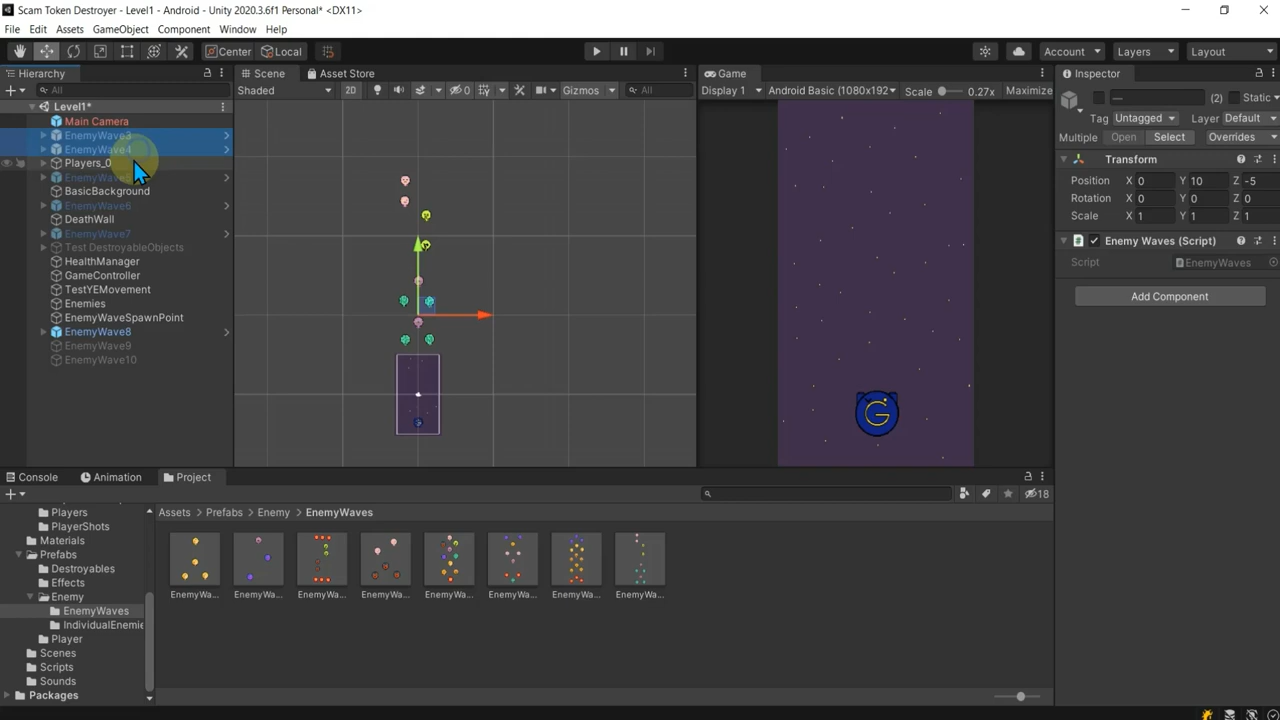 Scam Token Destroyer - Level1 - Android - Unity 2020.3.6f1 Personal* <DX11>
File Edit Assets GameObject Component Window Help
Center Local Account Layers Layout
Hierarchy Scene Asset Store Game Inspector
All Shaded 2D 0 Gizmos All Display 1 Android Basic (1080x192 Scale 0.27x Maximize
— (2) Static
Tag Untagged Layer Default
Multiple Open Select Overrides
Level1*
Main Camera
EnemyWave3
EnemyWave4
Players_0
BasicBackground
EnemyWave6
DeathWall
EnemyWave7
Test DestroyableObjects
HealthManager
GameController
TestYEMovement
Enemies
EnemyWaveSpawnPoint
EnemyWave8
EnemyWave9
EnemyWave10
G
Transform
Position X 0 Y 10 Z -5
Rotation X 0 Y 0 Z 0
Scale X 1 Y 1 Z 1
Enemy Waves (Script)
Script EnemyWaves
Add Component
Console Animation Project
18
Players
PlayerShots
Materials
Prefabs
Destroyables
Effects
Enemy
EnemyWaves
IndividualEnemie
Player
Scenes
Scripts
Sounds
Packages
Assets Prefabs Enemy EnemyWaves
EnemyWa... EnemyWa... EnemyWa... EnemyWa... EnemyWa... EnemyWa... EnemyWa... EnemyWa...